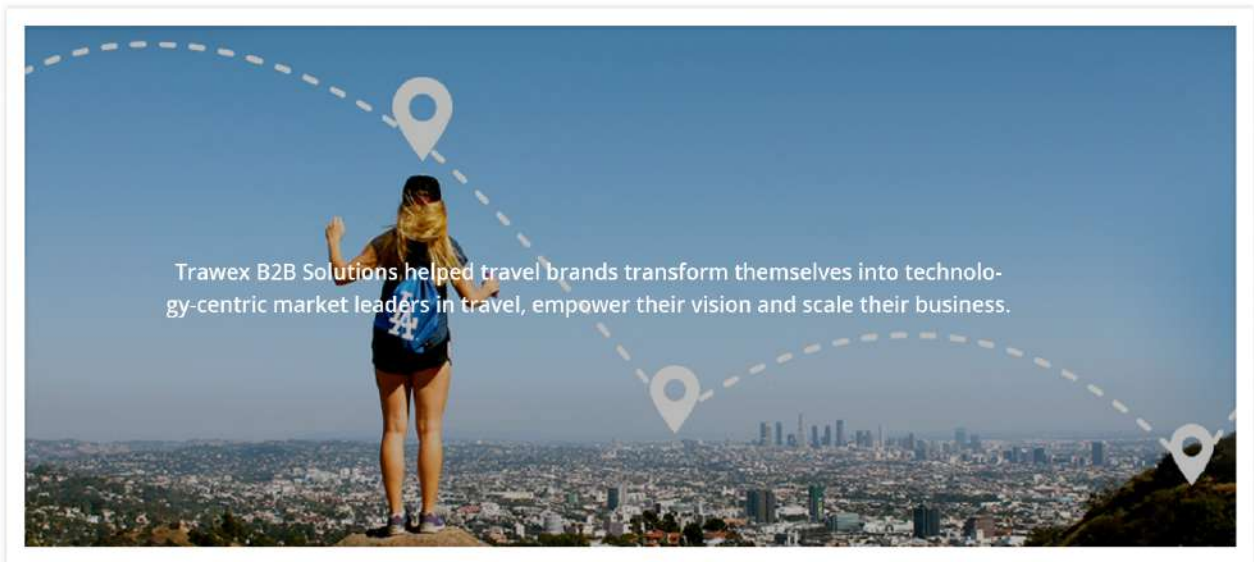 Trawex B2B Solutions helped travel brands transform themselves into technolo-
gy-centric market leaders in travel, empower their vision and scale their business.
LA